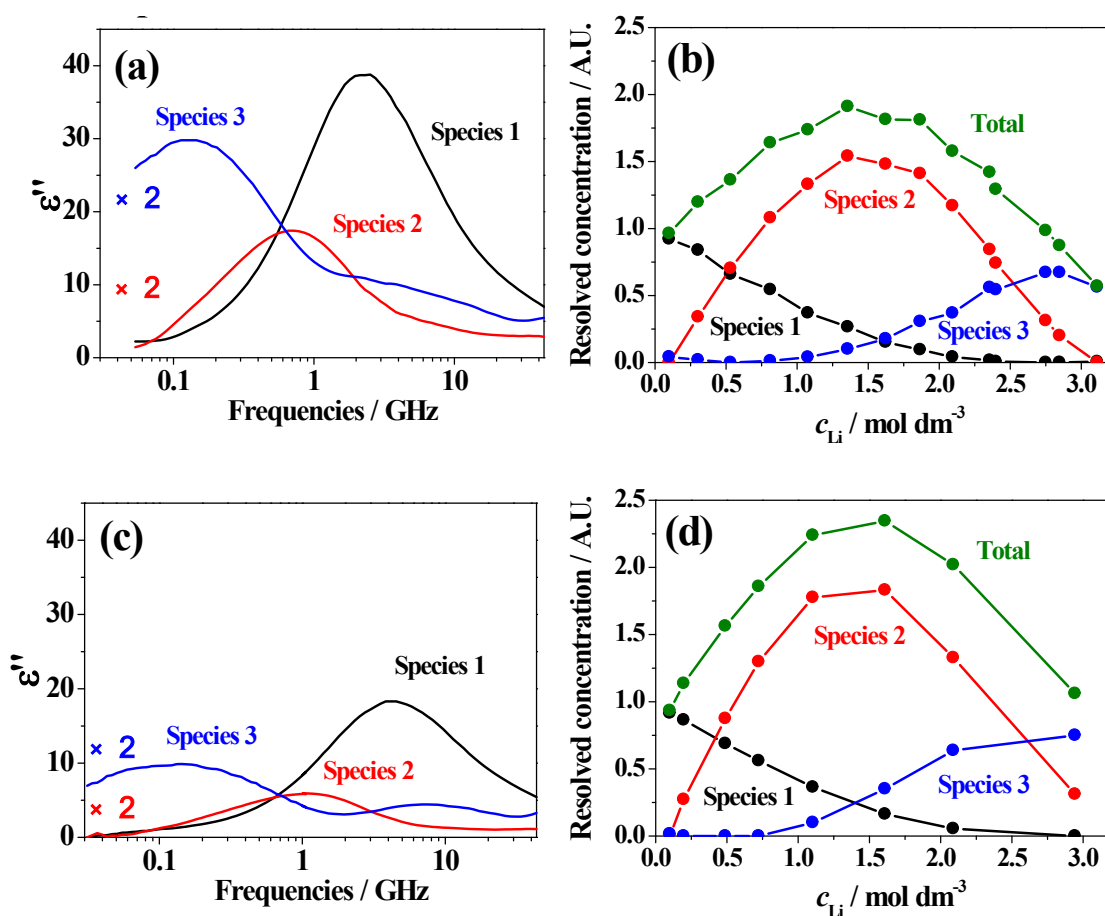 (a)
40
30
20
10
0
ε''
Species 3
Species 1
Species 2
× 2
× 2
0.1
1
10
Frequencies / GHz
(b)
2.5
2.0
1.5
1.0
0.5
0.0
Resolved concentration / A.U.
Total
Species 2
Species 1
Species 3
0.0 0.5 1.0 1.5 2.0 2.5 3.0
cLi / mol dm-3
(c)
40
30
20
10
0
ε''
Species 1
Species 3
Species 2
× 2
× 2
0.1
1
10
Frequencies / GHz
(d)
2.5
2.0
1.5
1.0
0.5
0.0
Resolved concentration / A.U.
Total
Species 2
Species 1
Species 3
0.0 0.5 1.0 1.5 2.0 2.5 3.0
cLi / mol dm-3